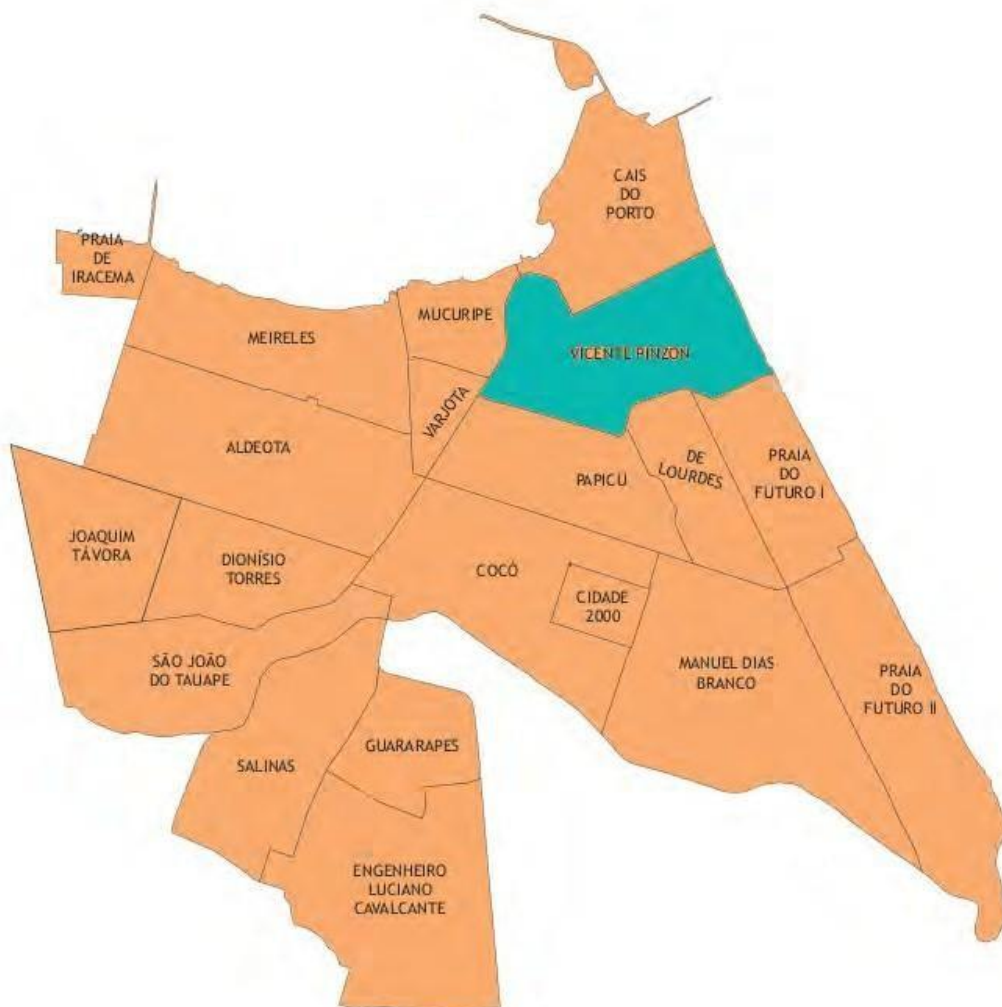 CAIS
DO
PORTO
PRAIA
DE
IRACEMA
MUCURIPE
MEIRELES
VICENTE PINZON
VARJOTA
ALDEOTA
DE
LOURDES
PRAIA
DO
FUTURO I
PAPICU
JOAQUIM
TÁVORA
DIONÍSIO
TORRES
COCÓ
CIDADE
2000
SÃO JOÃO
DO TAUAPE
MANUEL DIAS
BRANCO
PRAIA
DO
FUTURO II
GUARARAPES
SALINAS
ENGENHEIRO
LUCIANO
CAVALCANTE